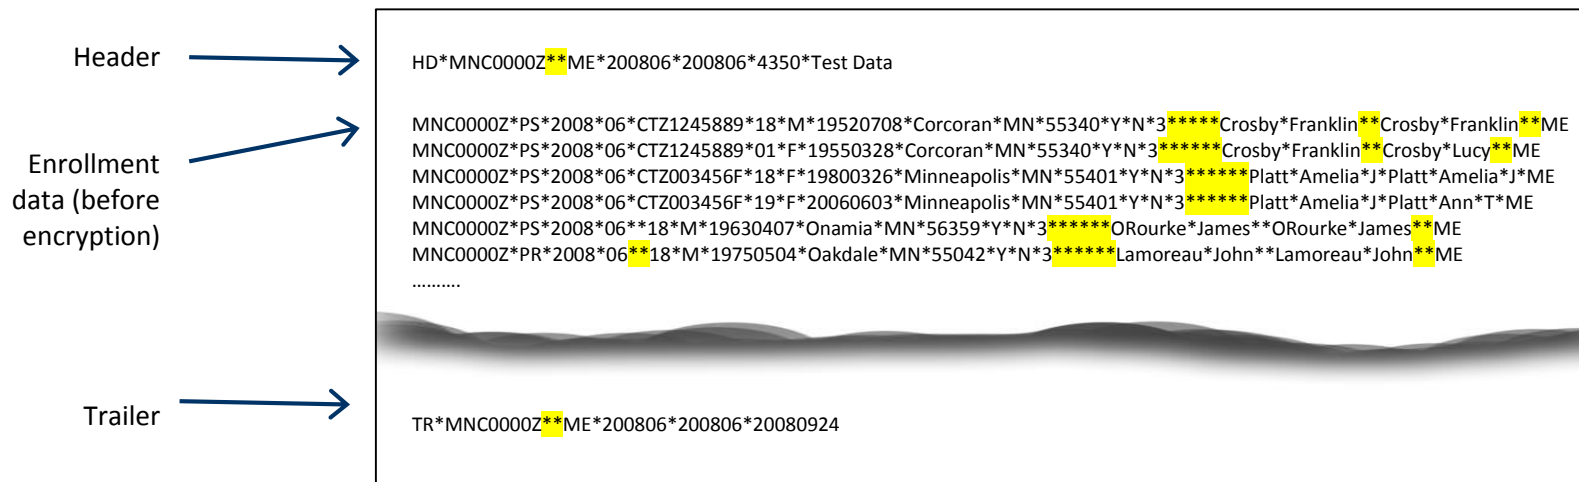 Header
HD*MNC0000Z**ME*200806*200806*4350*Test Data
Enrollment
data (before
encryption)
MNC0000Z*PS*2008*06*CTZ1245889*18*M*19520708*Corcoran*MN*55340*Y*N*3*****Crosby*Franklin**Crosby*Franklin**ME
MNC0000Z*PS*2008*06*CTZ1245889*01*F*19550328*Corcoran*MN*55340*Y*N*3******Crosby*Franklin**Crosby*Lucy**ME
MNC0000Z*PS*2008*06*CTZ003456F*18*F*19800326*Minneapolis*MN*55401*Y*N*3******Platt*Amelia*J*Platt*Amelia*J*ME
MNC0000Z*PS*2008*06*CTZ003456F*19*F*20060603*Minneapolis*MN*55401*Y*N*3******Platt*Amelia*J*Platt*Ann*T*ME
MNC0000Z*PS*2008*06**18*M*19630407*Onamia*MN*56359*Y*N*3******ORourke*James**ORourke*James**ME
MNC0000Z*PR*2008*06**18*M*19750504*Oakdale*MN*55042*Y*N*3******Lamoreau*John**Lamoreau*John**ME
……….
Trailer
TR*MNC0000Z**ME*200806*200806*20080924